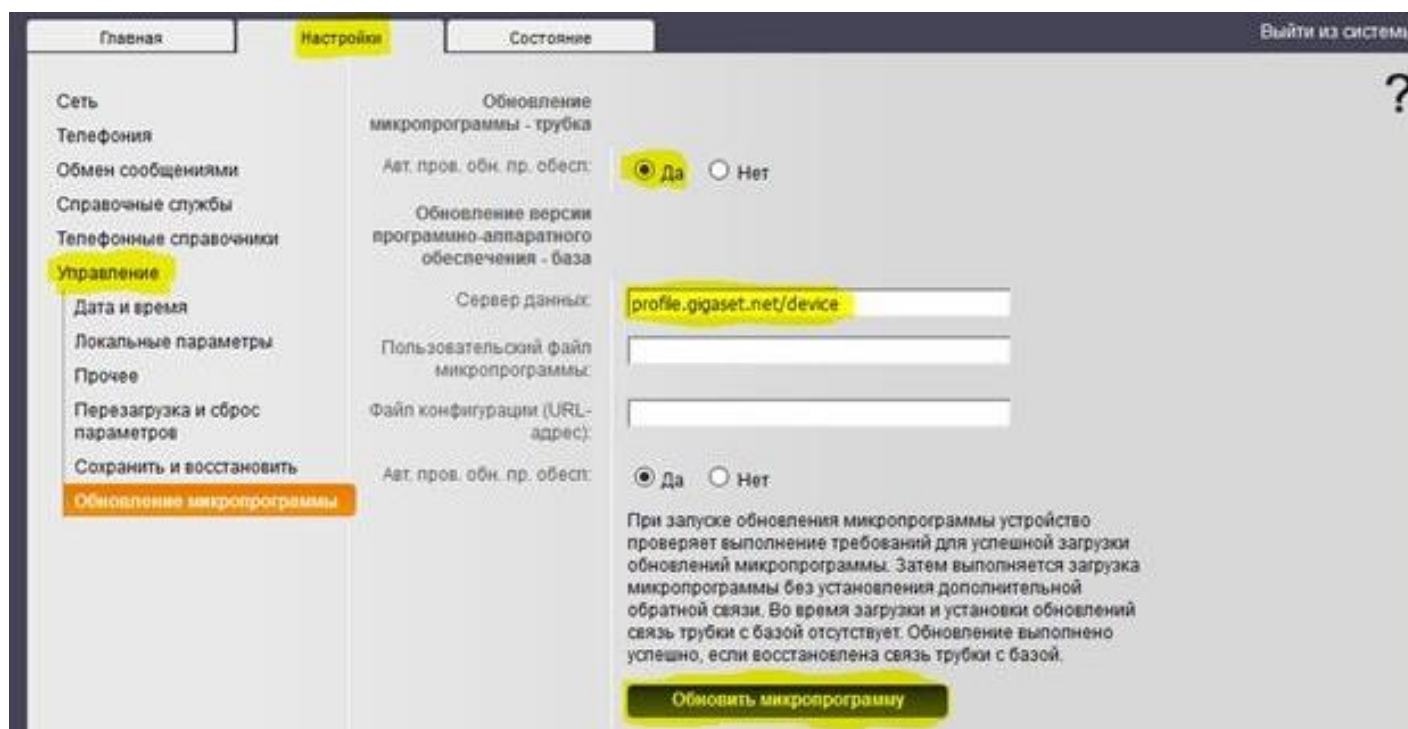 Главная
Настройки
Состояние
Выйти из системы
?
Сеть
Телефония
Обмен сообщениями
Справочные службы
Телефонные справочники
Управление
Дата и время
Локальные параметры
Прочее
Перезагрузка и сброс
параметров
Сохранить и восстановить
Обновление микропрограммы
Обновление
микропрограммы - трубка
Авт. пров. обн. пр. обесп:
Да Нет
Обновление версии
программно-аппаратного
обеспечения - база
Сервер данных:
profile.gigaset.net/device
Пользовательский файл
микропрограммы:
Файл конфигурации (URL-
адрес):
Авт. пров. обн. пр. обесп:
Да Нет
При запуске обновления микропрограммы устройство
проверяет выполнение требований для успешной загрузки
обновлений микропрограммы. Затем выполняется загрузка
микропрограммы без установления дополнительной
обратной связи. Во время загрузки и установки обновлений
связь трубки с базой отсутствует. Обновление выполнено
успешно, если восстановлена связь трубки с базой.
Обновить микропрограмму